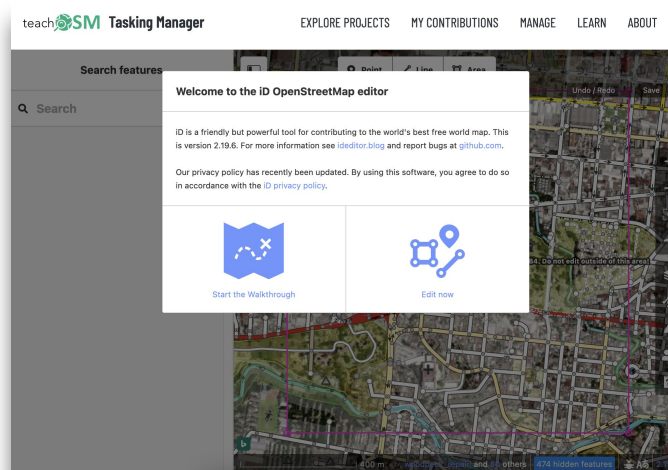 teachOSM Tasking Manager
EXPLORE PROJECTS MY CONTRIBUTIONS MANAGE LEARN ABOUT
Search features
Point Line Area
Undo / Redo Save
Search
Welcome to the iD OpenStreetMap editor
iD is a friendly but powerful tool for contributing to the world's best free world map. This
is version 2.19.6. For more information see ideditor.blog and report bugs at github.com.
Our privacy policy has recently been updated. By using this software, you agree to do so
in accordance with the iD privacy policy.
84. Do not edit outside of this area!
Start the Walkthrough
Edit now
b
400 m
and
others
474 hidden features